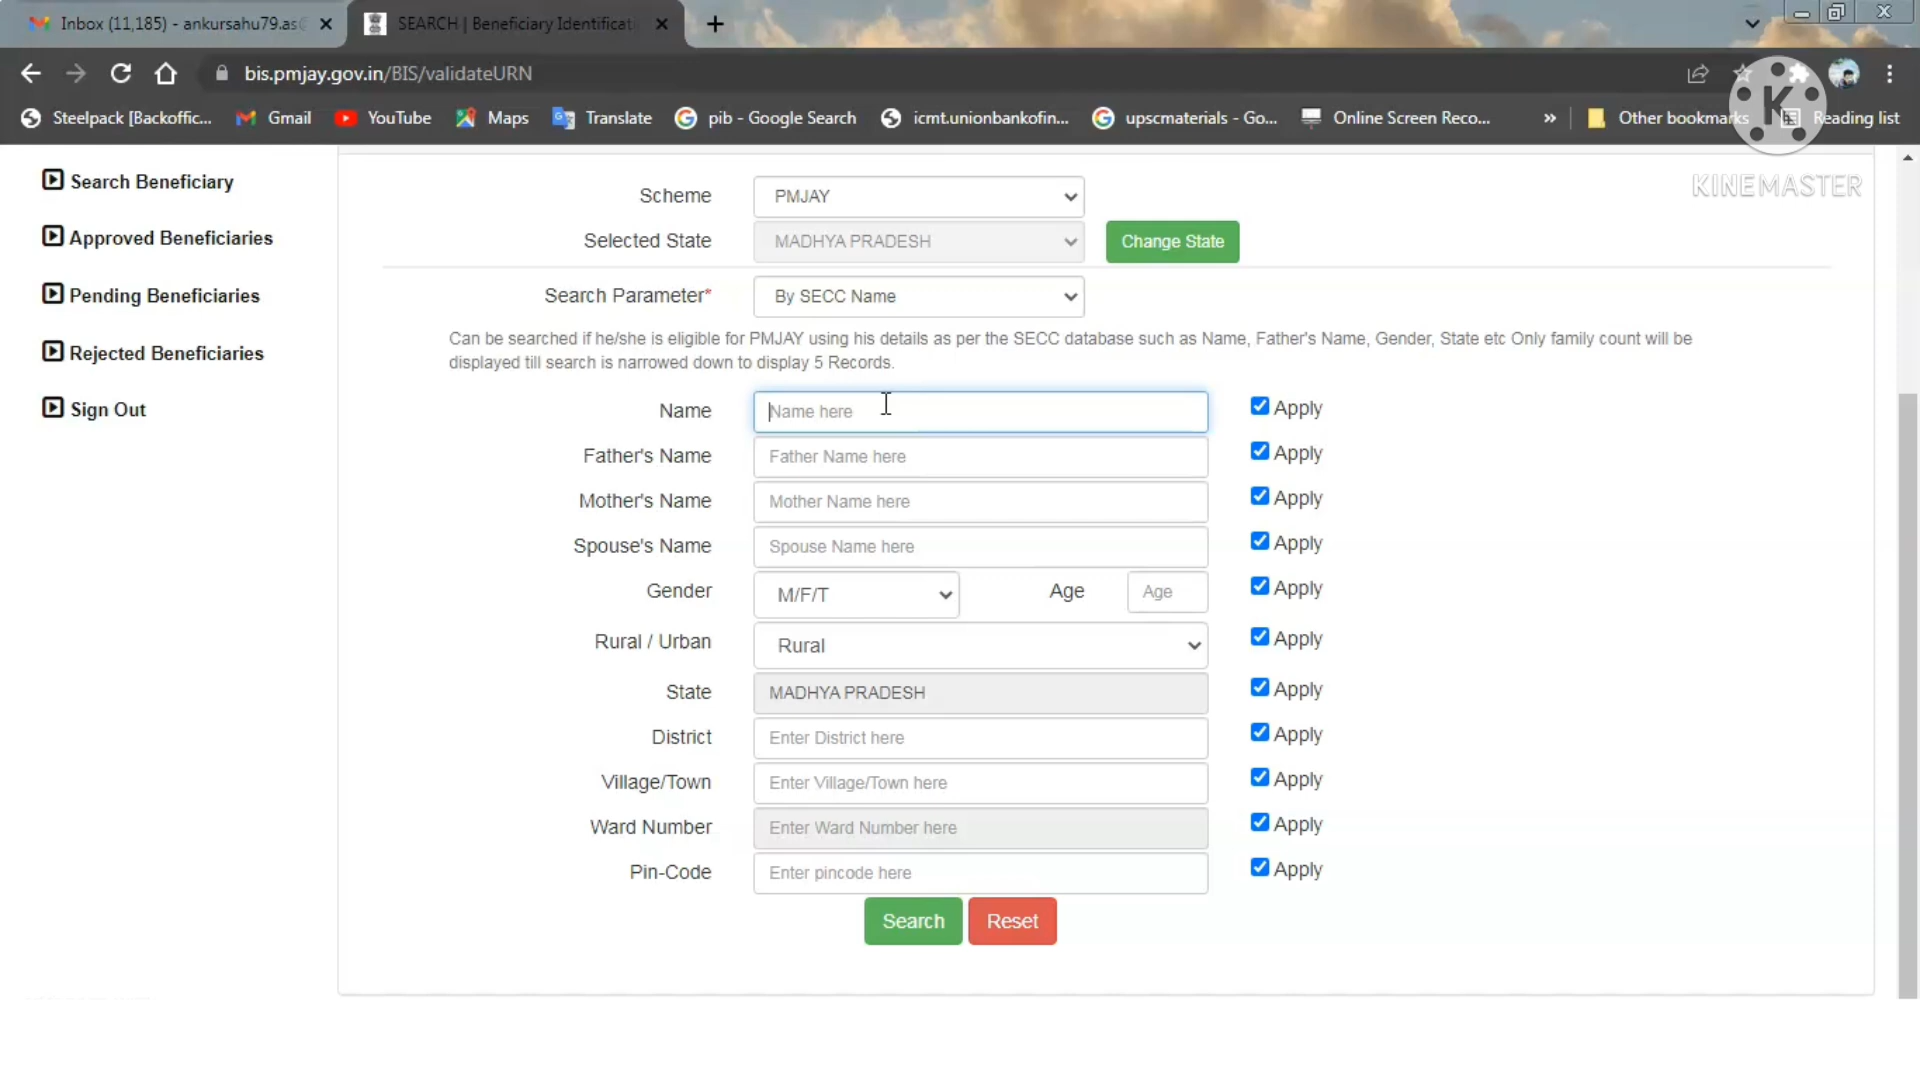 Inbox (11,185) - ankursahu79.as@
SEARCH | Beneficiary Identificat
bis.pmjay.gov.in/BIS/validateURN
Steelpack [Backoffic...
Gmail
YouTube
Maps
Translate
pib - Google Search
icmt.unionbankofin...
upscmaterials - Go...
Online Screen Reco...
»
Other bookmarks
Reading list
K
KINEMASTER
Search Beneficiary
Approved Beneficiaries
Pending Beneficiaries
Rejected Beneficiaries
Sign Out
Scheme PMJAY
Selected State MADHYA PRADESH Change State
Search Parameter* By SECC Name
Can be searched if he/she is eligible for PMJAY using his details as per the SECC database such as Name, Father's Name, Gender, State etc Only family count will be
displayed till search is narrowed down to display 5 Records.
Name Name here Apply
Father's Name Father Name here Apply
Mother's Name Mother Name here Apply
Spouse's Name Spouse Name here Apply
Gender M/F/T Age Age Apply
Rural / Urban Rural Apply
State MADHYA PRADESH Apply
District Enter District here Apply
Village/Town Enter Village/Town here Apply
Ward Number Enter Ward Number here Apply
Pin-Code Enter pincode here Apply
Search Reset